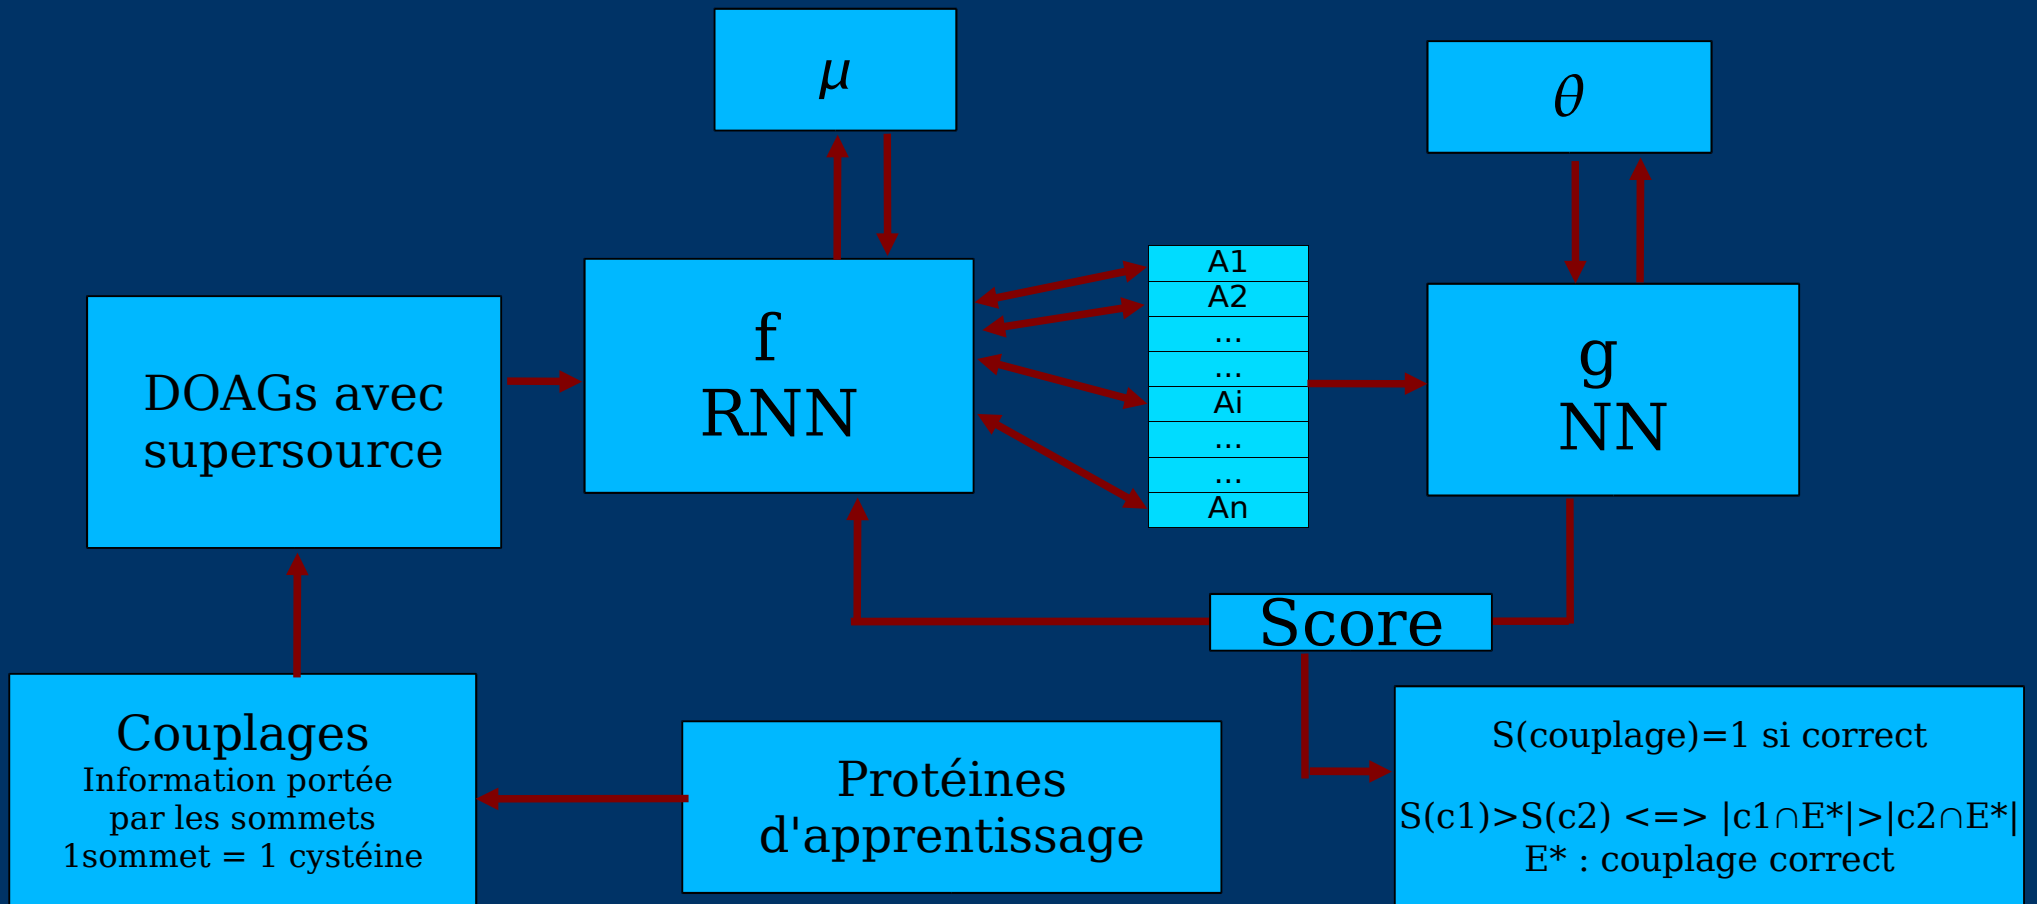 μ
θ
f
RNN
A1
A2
...
...
Ai
...
...
An
g
NN
DOAGs avec
supersource
Score
Couplages
Information portée
par les sommets
1sommet = 1 cystéine
Protéines
d'apprentissage
S(couplage)=1 si correct
S(c1)>S(c2) <=> |c1∩E*|>|c2∩E*|
E* : couplage correct